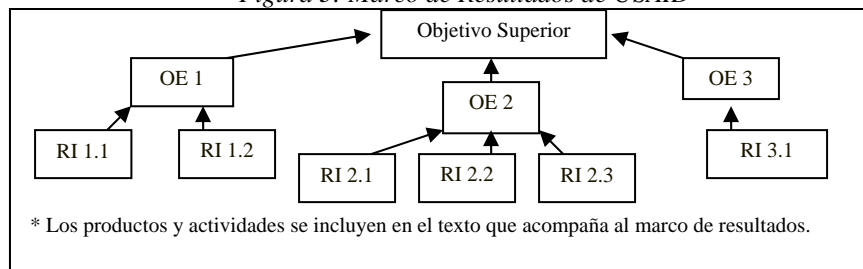 Figura Marco de Resultados de USAID
Objetivo Superior
OE 1
OE 2
OE 3
RI 1.1
RI 1.2
RI 2.1
RI 2.2
RI 2.3
RI 3.1
* Los productos y actividades se incluyen en el texto que acompaña al marco de resultados.